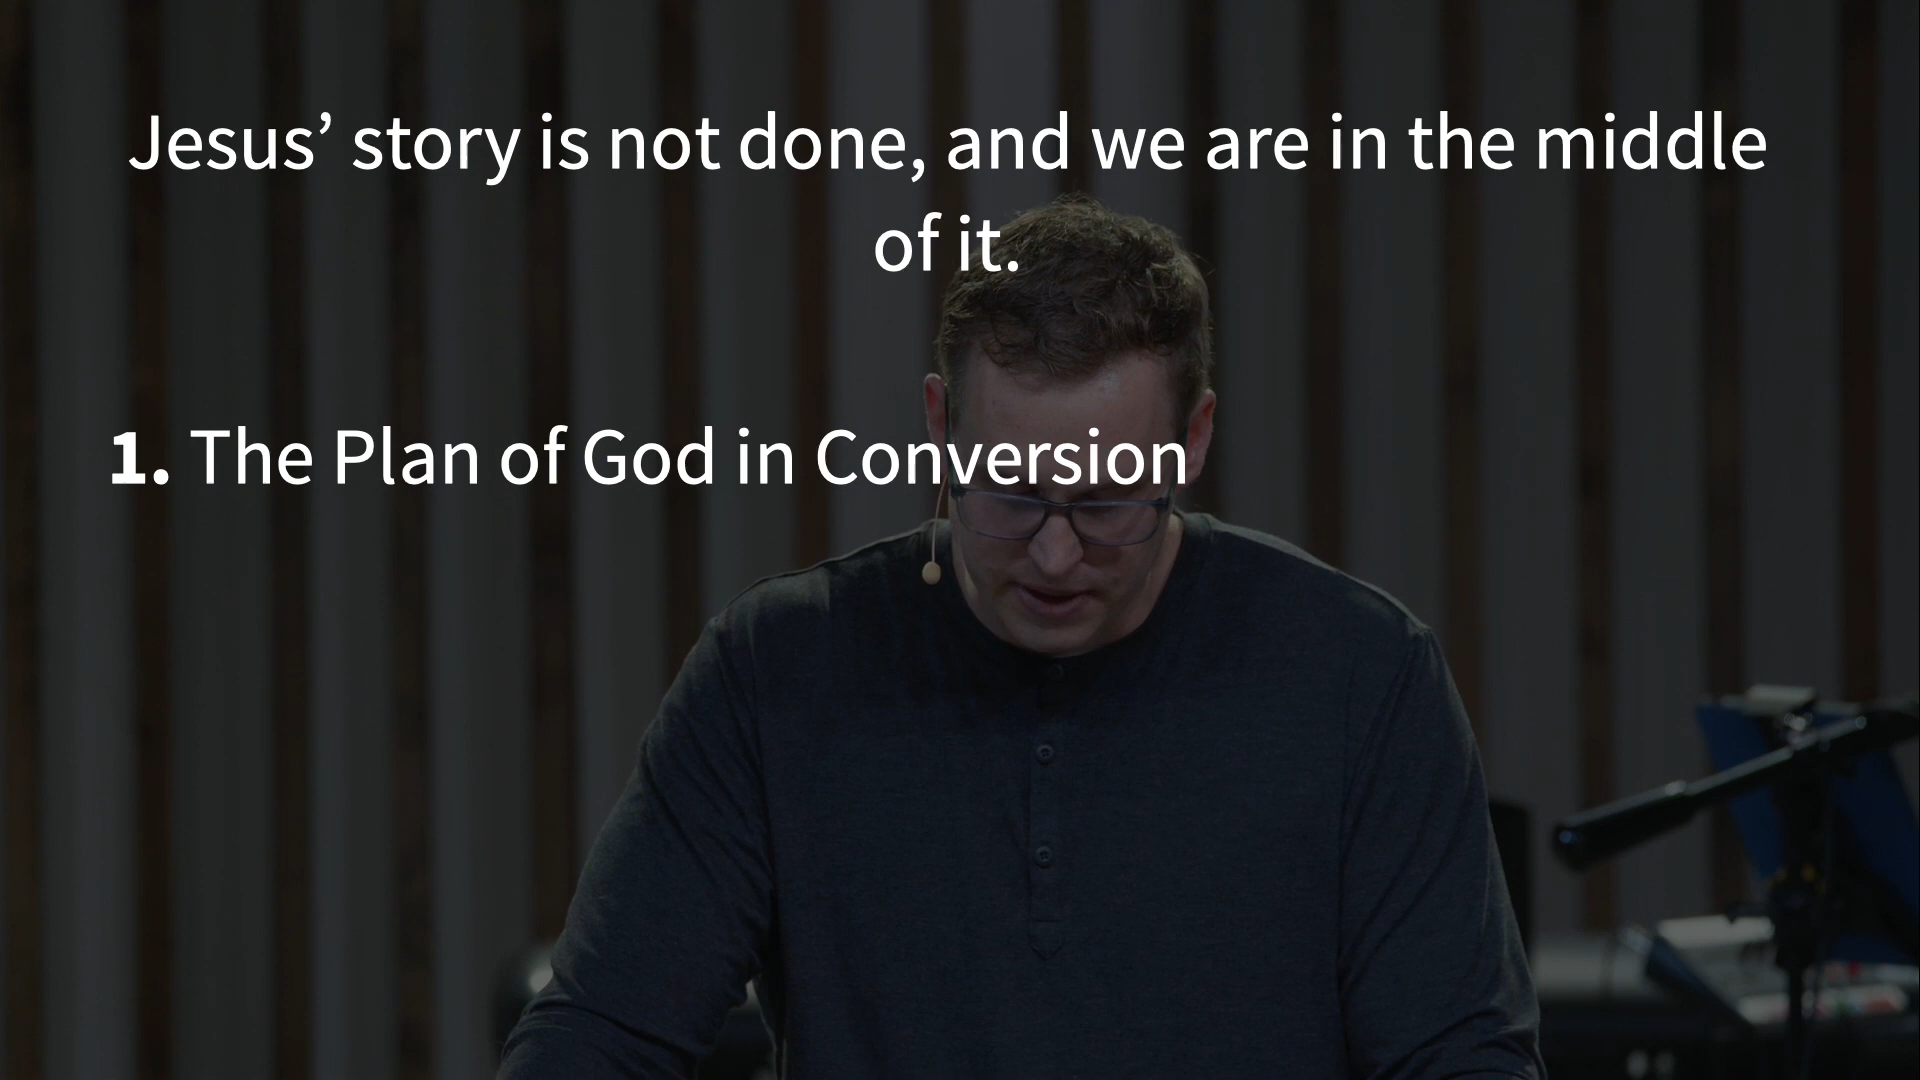 Jesus’ story is not done, and we are in the middle
of it.
1. The Plan of God in Conversion